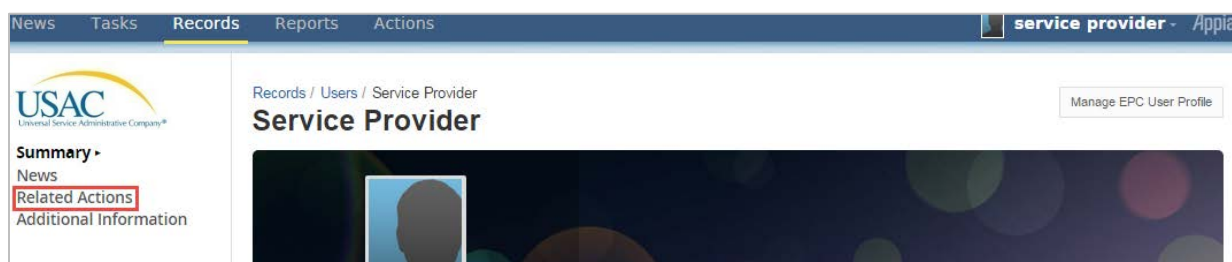 News Tasks Records Reports Actions
service provider
USAC
Universal Service Administrative Company®
Records / Users / Service Provider
Manage EPC User Profile
Service Provider
Summary
News
Related Actions
Additional Information